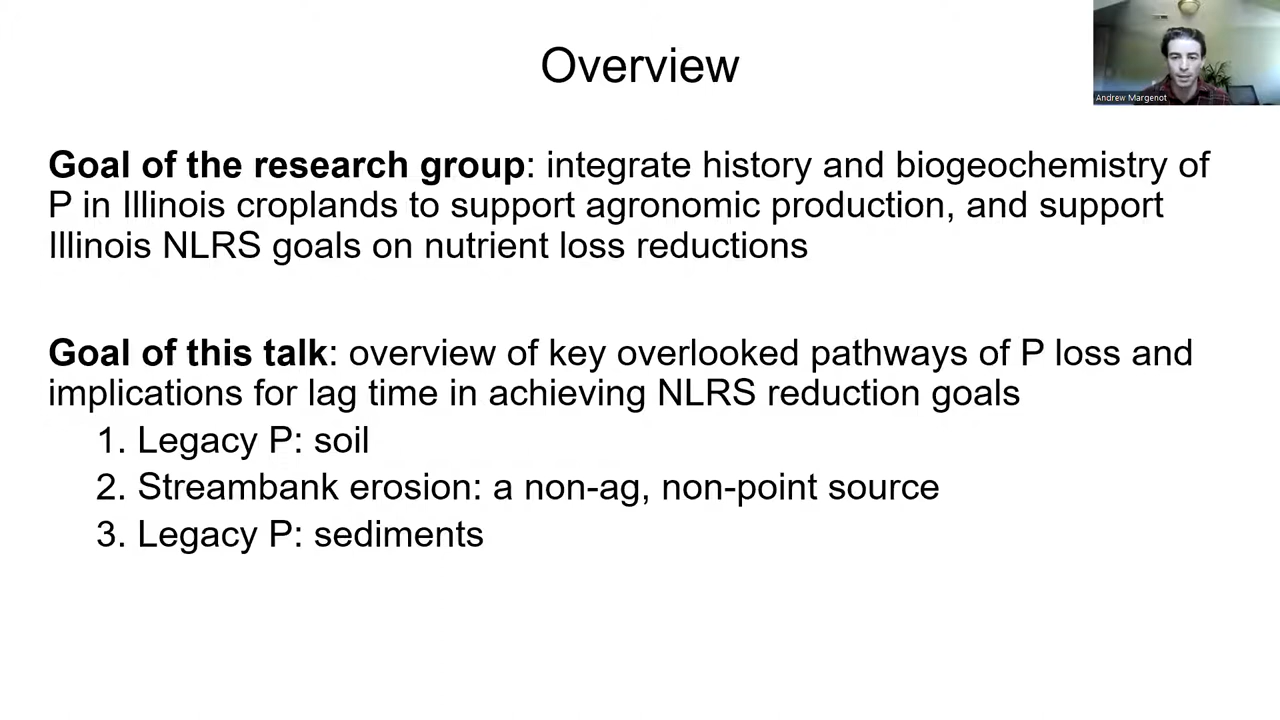 Overview
Andrew Margenot
Goal of the research group: integrate history and biogeochemistry of
P in Illinois croplands to support agronomic production, and support
Illinois NLRS goals on nutrient loss reductions
Goal of this talk: overview of key overlooked pathways of P loss and
implications for lag time in achieving NLRS reduction goals
1. Legacy P: soil
2. Streambank erosion: a non-ag, non-point source
3. Legacy P: sediments